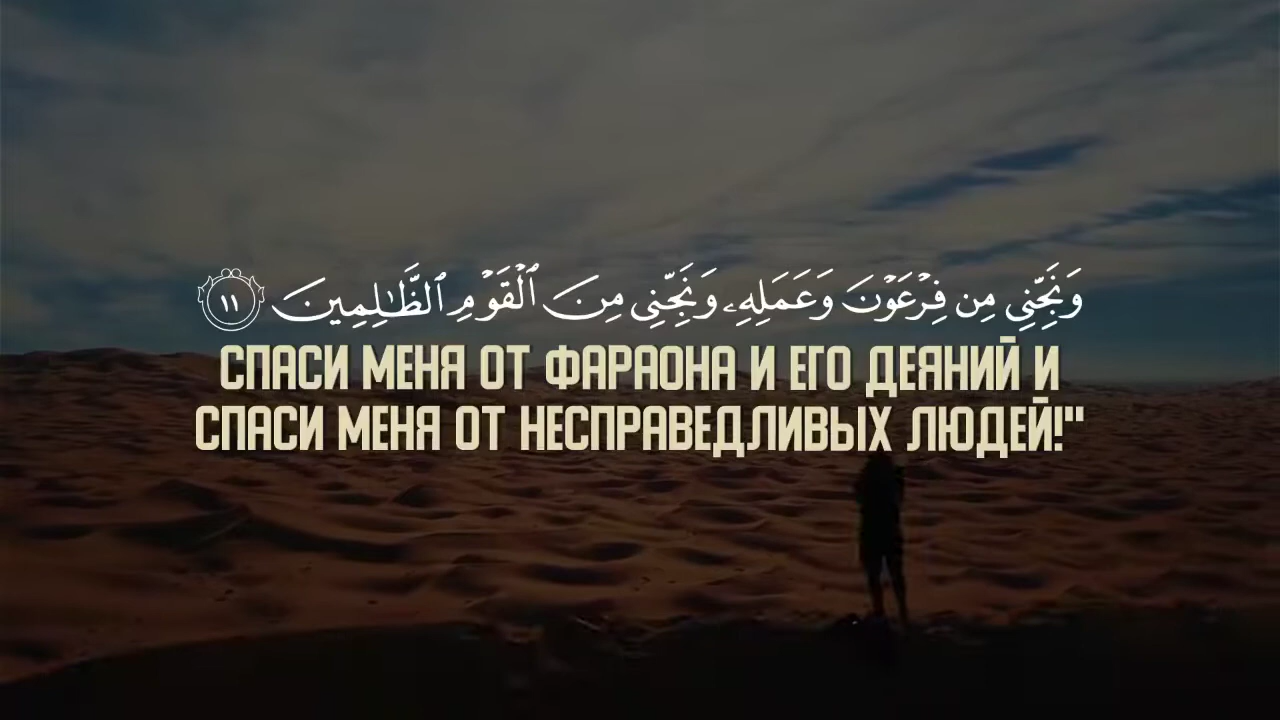 وَنَجِّنِي مِن فِرْعَوْنَ وَعَمَلِهِۦ وَنَجِّنِي مِنَ ٱلْقَوْمِ ٱلظَّـٰلِمِينَ ١١
СПАСИ МЕНЯ ОТ ФАРАОНА И ЕГО ДЕЯНИЙ И
СПАСИ МЕНЯ ОТ НЕСПРАВЕДЛИВЫХ ЛЮДЕЙ!"